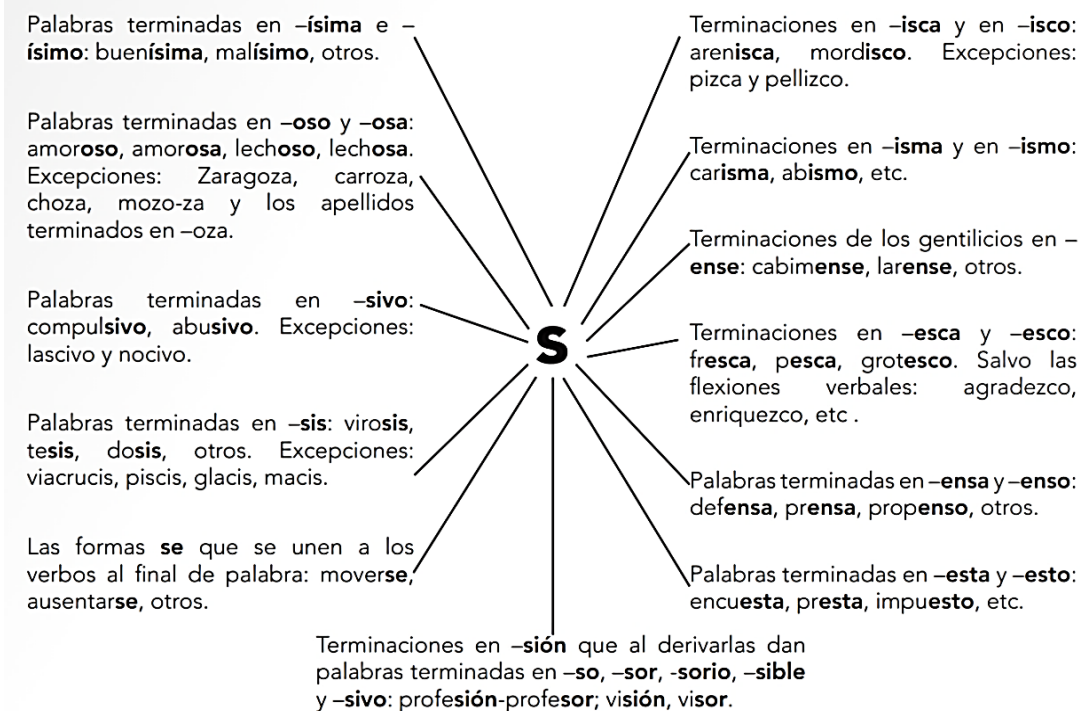 Palabras terminadas en –ísima e –
ísimo: buenísima, malísimo, otros.
Palabras terminadas en –oso y –osa:
amoroso, amorosa, lechoso, lechosa.
Excepciones: Zaragoza, carroza,
choza, mozo-za y los apellidos
terminados en –oza.
Palabras terminadas en –sivo:
compulsivo, abusivo. Excepciones:
lascivo y nocivo.
Palabras terminadas en –sis: virosis,
tesis, dosis, otros. Excepciones:
viacrucis, piscis, glacis, macis.
Las formas se que se unen a los
verbos al final de palabra: moverse,
ausentarse, otros.
S
Terminaciones en –isca y en –isco:
arenisca, mordisco. Excepciones:
pizca y pellizco.
Terminaciones en –isma y en –ismo:
carisma, abismo, etc.
Terminaciones de los gentilicios en –
ense: cabimense, larense, otros.
Terminaciones en –esca y –esco:
fresca, pesca, grotesco. Salvo las
flexiones verbales: agradezco,
enriquezco, etc .
Palabras terminadas en –ensa y –enso:
defensa, prensa, propenso, otros.
Palabras terminadas en –esta y –esto:
encuesta, presta, impuesto, etc.
Terminaciones en –sión que al derivarlas dan
palabras terminadas en –so, –sor, -sorio, –sible
y –sivo: profesión-profesor; visión, visor.